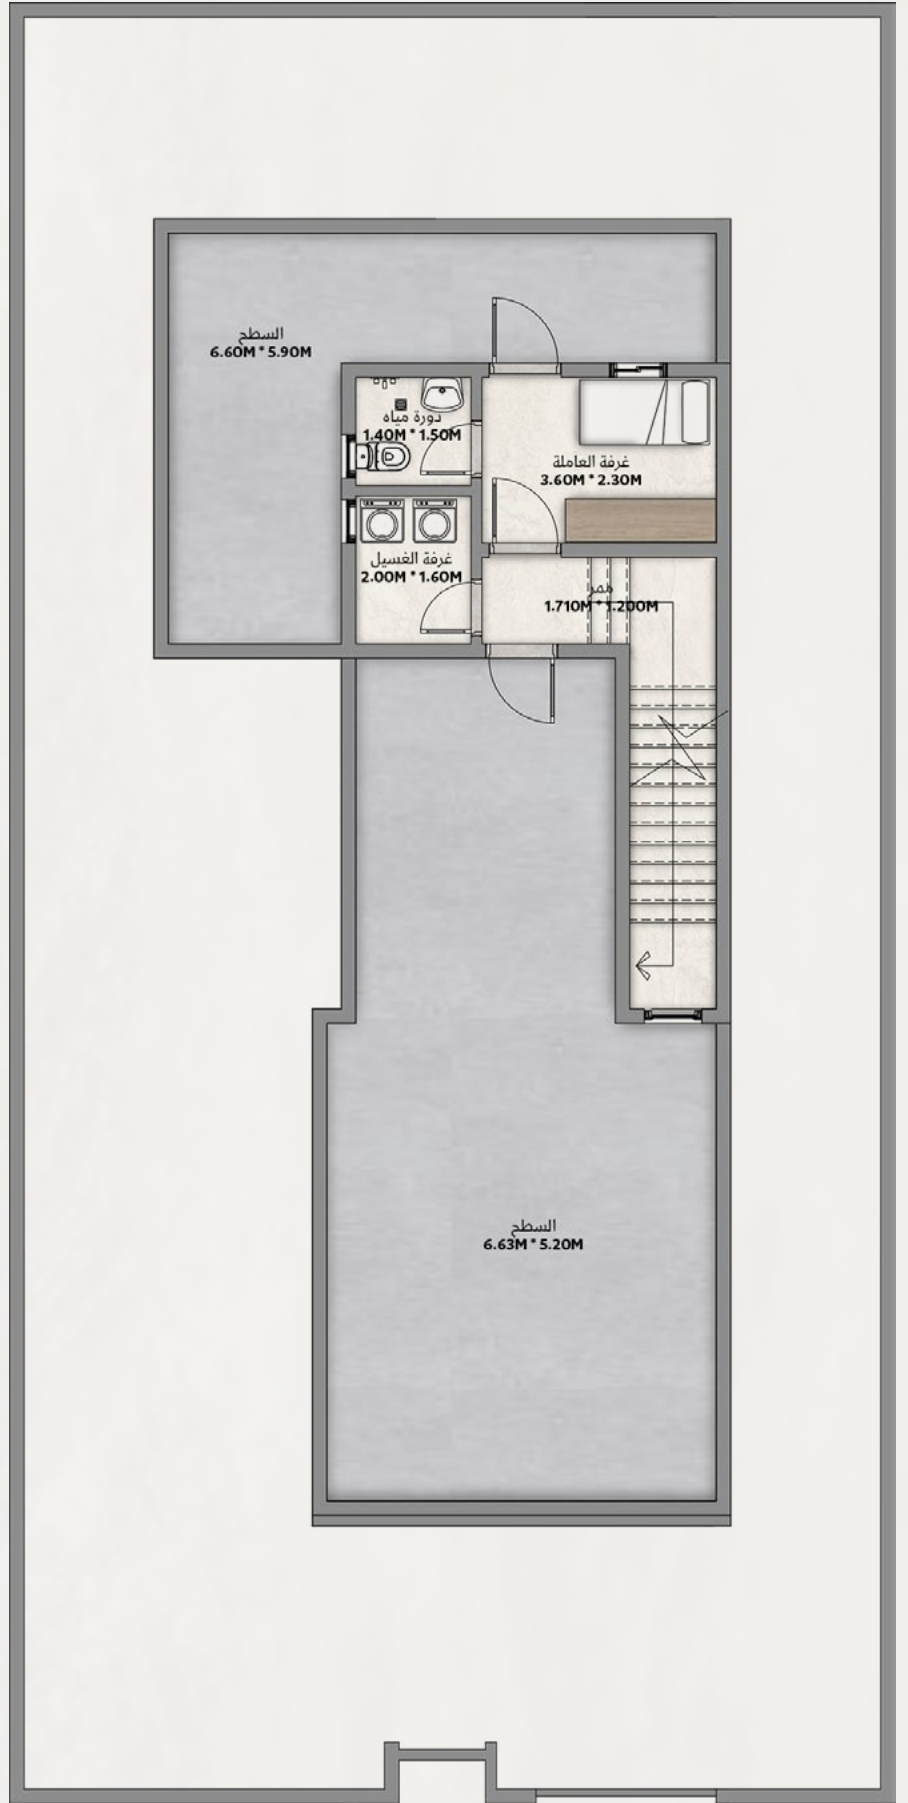 السطح
6.60M * 5.90M
دورة مياه
1.40M * 1.50M
غرفة العاملة
3.60M * 2.30M
غرفة الغسيل
2.00M * 1.60M
ممر
1.710M * 1.200M
السطح
6.63M * 5.20M